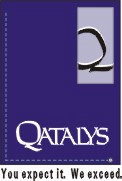 Q
QATALYS
You expect it. We exceed.